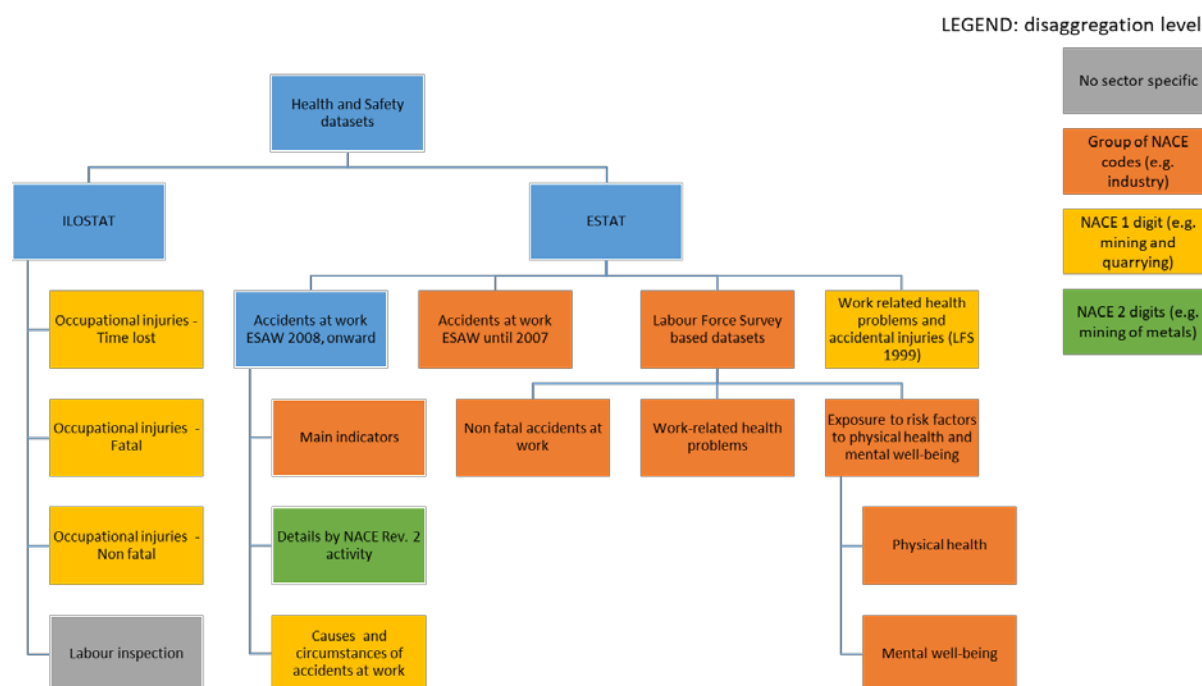 LEGEND: disaggregation level
No sector specific
Group of NACE
codes (e.g.
industry)
NACE 1 digit (e.g.
mining and
quarrying)
NACE 2 digits (e.g.
mining of metals)
Health and Safety
datasets
ILOSTAT
ESTAT
Occupational injuries -
Time lost
Occupational injuries -
Fatal
Occupational injuries -
Non fatal
Labour inspection
Accidents at work
ESAW 2008, onward
Accidents at work
ESAW until 2007
Labour Force Survey
based datasets
Work related health
problems and
accidental injuries (LFS
1999)
Main indicators
Details by NACE Rev. 2
activity
Causes and
circumstances of
accidents at work
Non fatal accidents at
work
Work-related health
problems
Exposure to risk factors
to physical health and
mental well-being
Physical health
Mental well-being